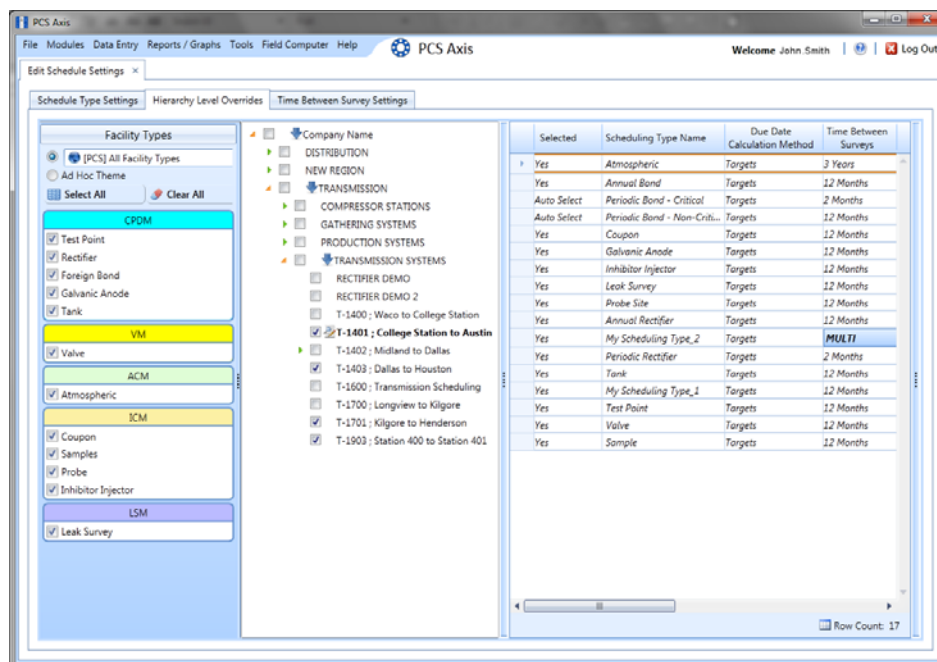 PCS Axis
File Modules Data Entry Reports / Graphs Tools Field Computer Help
PCS Axis
Welcome John Smith
Log Out
Edit Schedule Settings ×
Schedule Type Settings
Hierarchy Level Overrides
Time Between Survey Settings
Facility Types
[PCS] All Facility Types
Ad Hoc Theme
Select All
Clear All
CPDM
Test Point
Rectifier
Foreign Bond
Galvanic Anode
Tank
VM
Valve
ACM
Atmospheric
ICM
Coupon
Samples
Probe
Inhibitor Injector
LSM
Leak Survey
Company Name
DISTRIBUTION
NEW REGION
TRANSMISSION
COMPRESSOR STATIONS
GATHERING SYSTEMS
PRODUCTION SYSTEMS
TRANSMISSION SYSTEMS
RECTIFIER DEMO
RECTIFIER DEMO 2
T-1400 ; Waco to College Station
T-1401 ; College Station to Austin
T-1402 ; Midland to Dallas
T-1403 ; Dallas to Houston
T-1600 ; Transmission Scheduling
T-1700 ; Longview to Kilgore
T-1701 ; Kilgore to Henderson
T-1903 ; Station 400 to Station 401
Selected Scheduling Type Name Due Date Calculation Method Time Between Surveys
Yes Atmospheric Targets 3 Years
Yes Annual Bond Targets 12 Months
Auto Select Periodic Bond - Critical Targets 2 Months
Auto Select Periodic Bond - Non-Criti... Targets 12 Months
Yes Coupon Targets 12 Months
Yes Galvanic Anode Targets 12 Months
Yes Inhibitor Injector Targets 12 Months
Yes Leak Survey Targets 12 Months
Yes Probe Site Targets 12 Months
Yes Annual Rectifier Targets 12 Months
Yes My Scheduling Type_2 Targets MULTI
Yes Periodic Rectifier Targets 2 Months
Yes Tank Targets 12 Months
Yes My Scheduling Type_1 Targets 12 Months
Yes Test Point Targets 12 Months
Yes Valve Targets 12 Months
Yes Sample Targets 12 Months
Row Count: 17